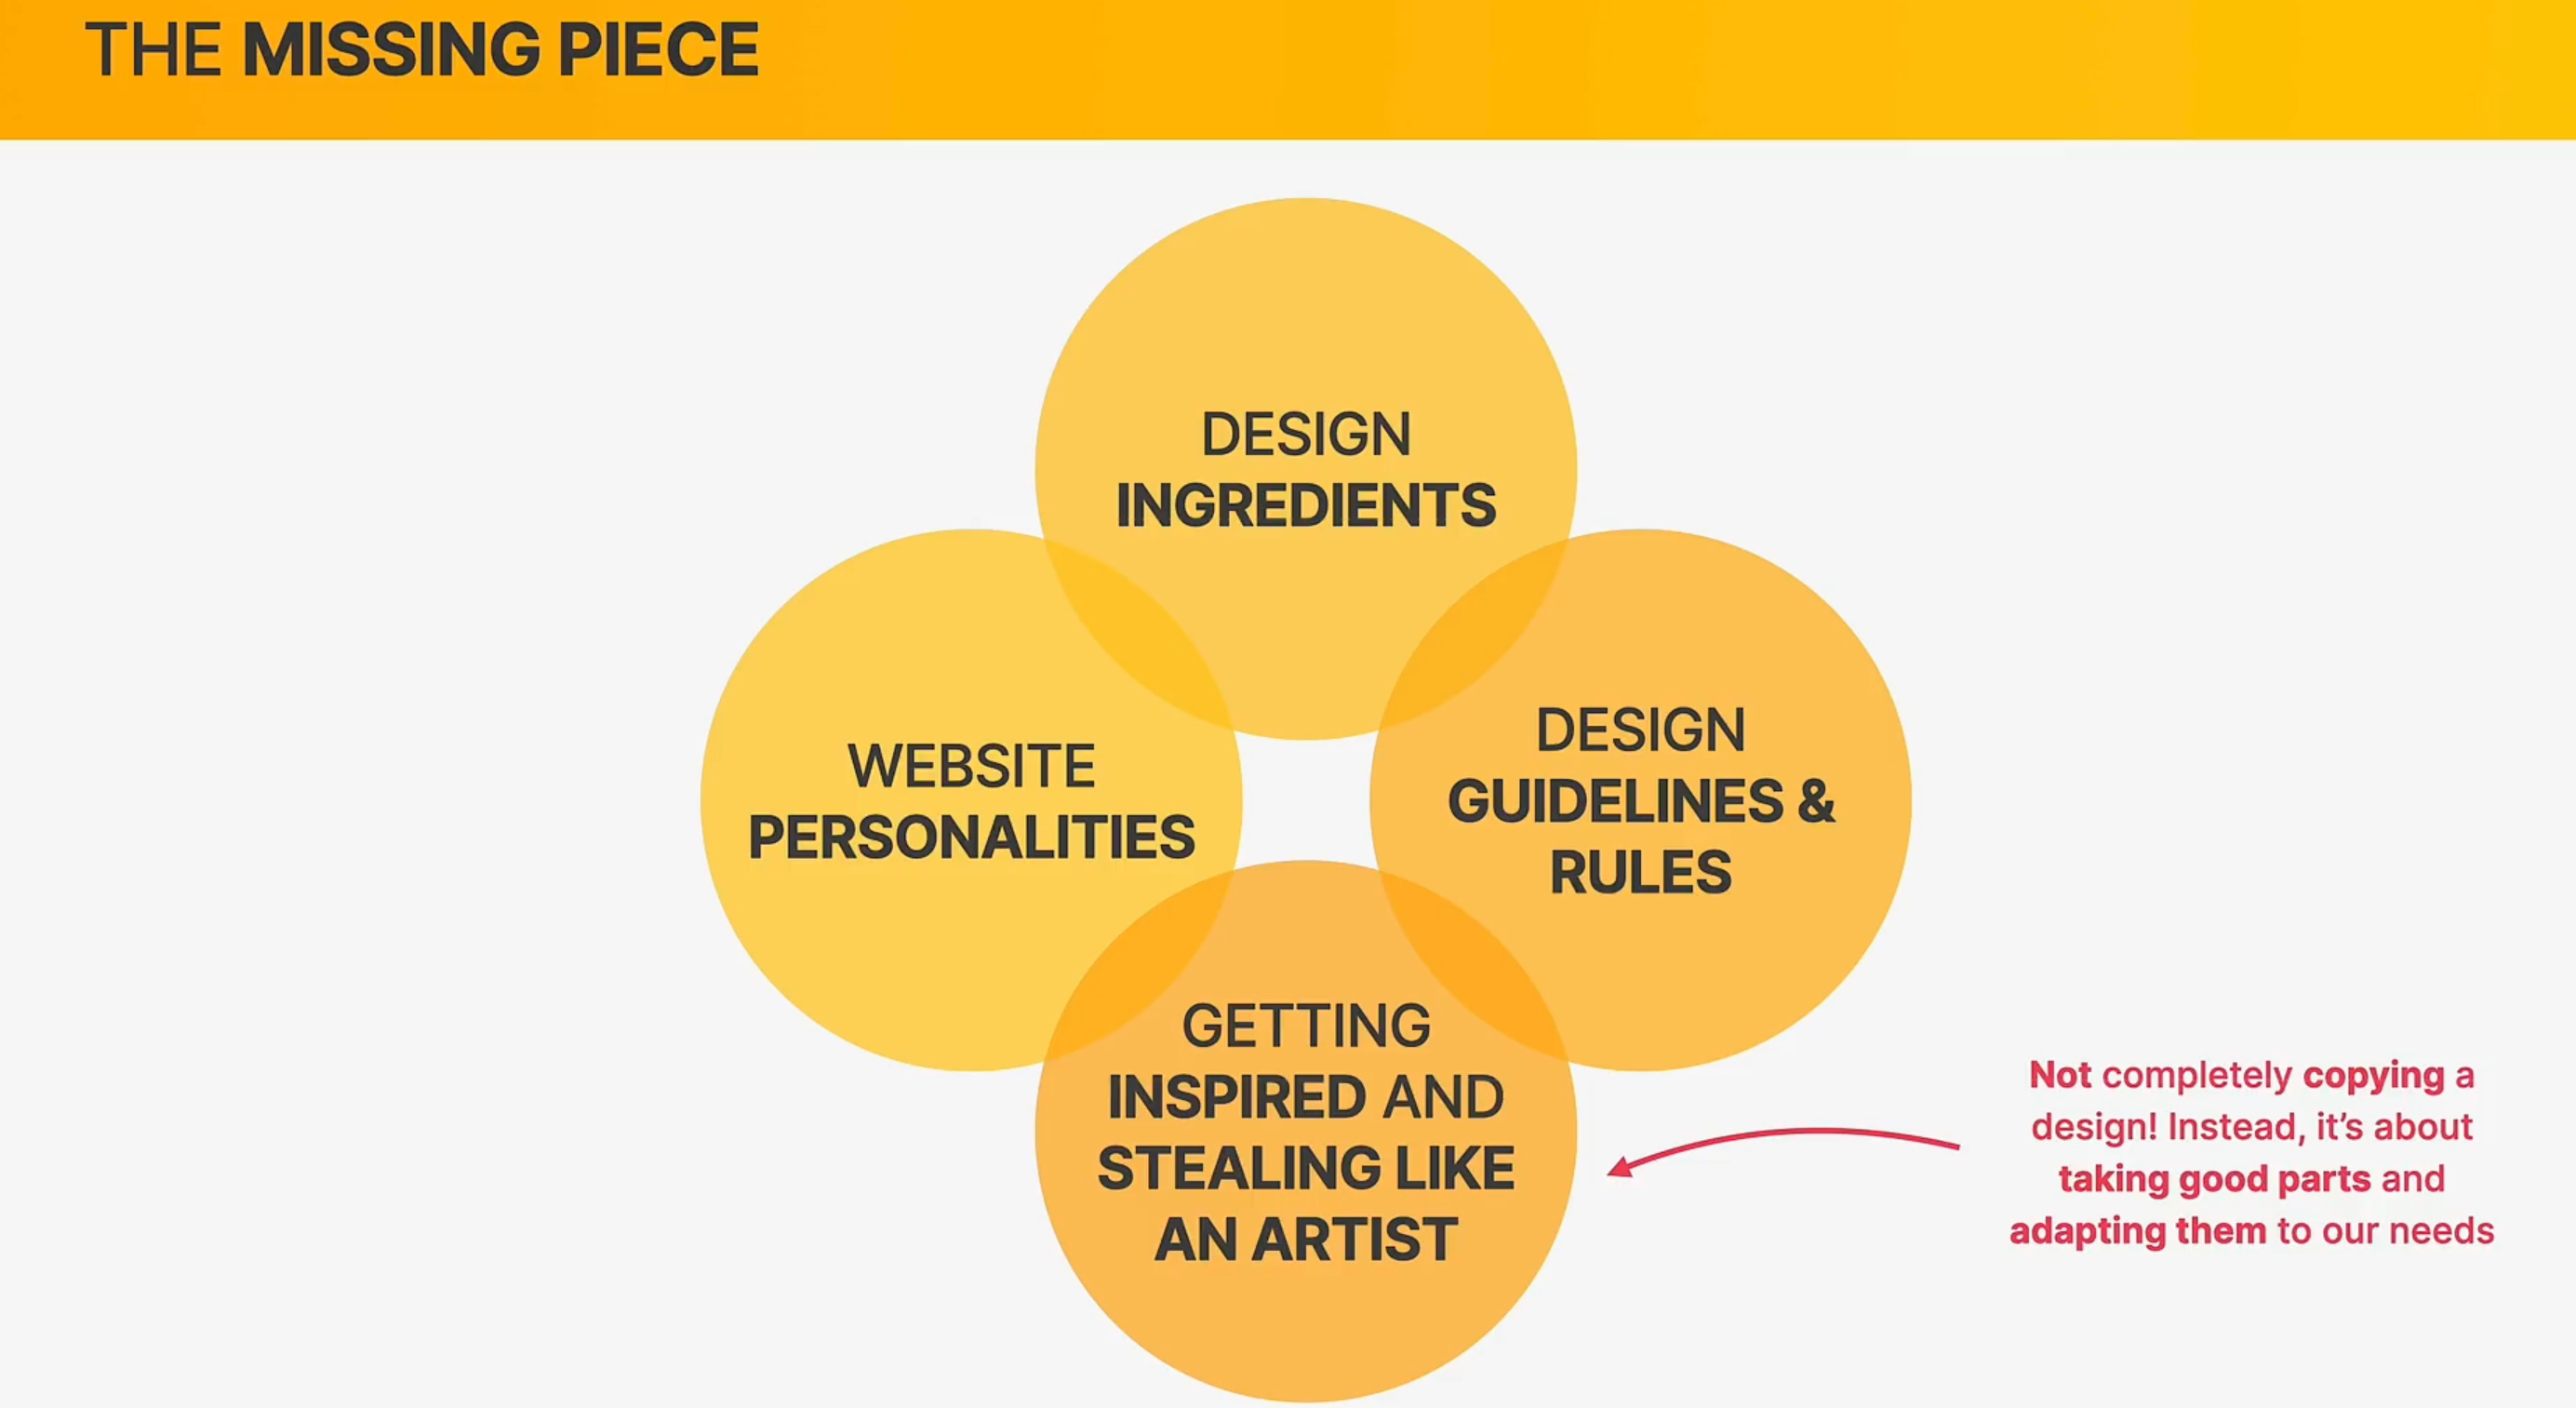 THE MISSING PIECE
DESIGN
INGREDIENTS
WEBSITE
PERSONALITIES
DESIGN
GUIDELINES &
RULES
GETTING
INSPIRED AND
STEALING LIKE
AN ARTIST
Not completely copying a
design! Instead, it’s about
taking good parts and
adapting them to our needs